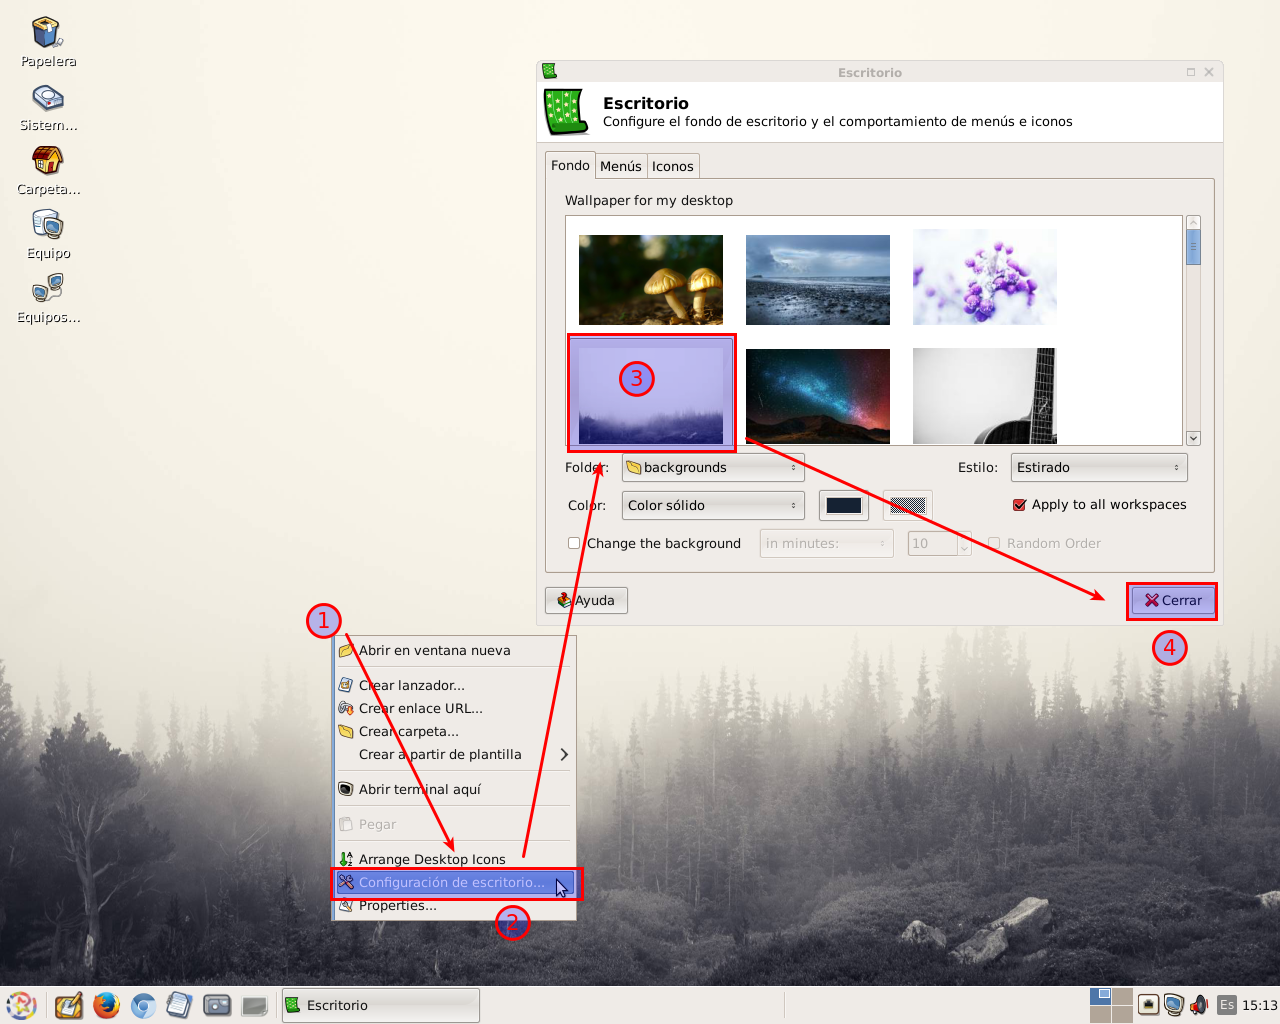 Papelera
Sistem...
Carpeta...
Equipo
Equipos...
Escritorio
Escritorio
Configure el fondo de escritorio y el comportamiento de menús e iconos
Fondo Menús Iconos
Wallpaper for my desktop
3
Folder: backgrounds Estilo: Estirado
Color: Color sólido Apply to all workspaces
Change the background in minutes: 10 Random Order
Ayuda Cerrar
4
1
Abrir en ventana nueva
Crear lanzador...
Crear enlace URL...
Crear carpeta...
Crear a partir de plantilla
Abrir terminal aquí
Pegar
Arrange Desktop Icons
Configuración de escritorio...
Properties...
2
Escritorio Es 15:13